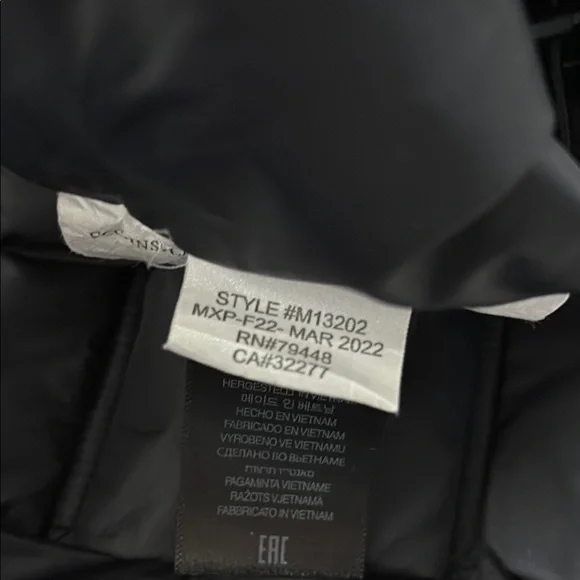 STYLE #M13202
MXP-F22- MAR 2022
RN#79448
CA#32277
HERGESTELLT IN VIETNAM
메이드 인 베트남
HECHO EN VIETNAM
FABRICADO EN VIETNAM
VYROBENO VE VIETNAMU
СДЕЛАНО ВО ВЬЕТНАМЕ
PAGAMINTA VIETNAME
RAŽOTS VJETNAMĀ
FABBRICATO IN VIETNAM
EAC